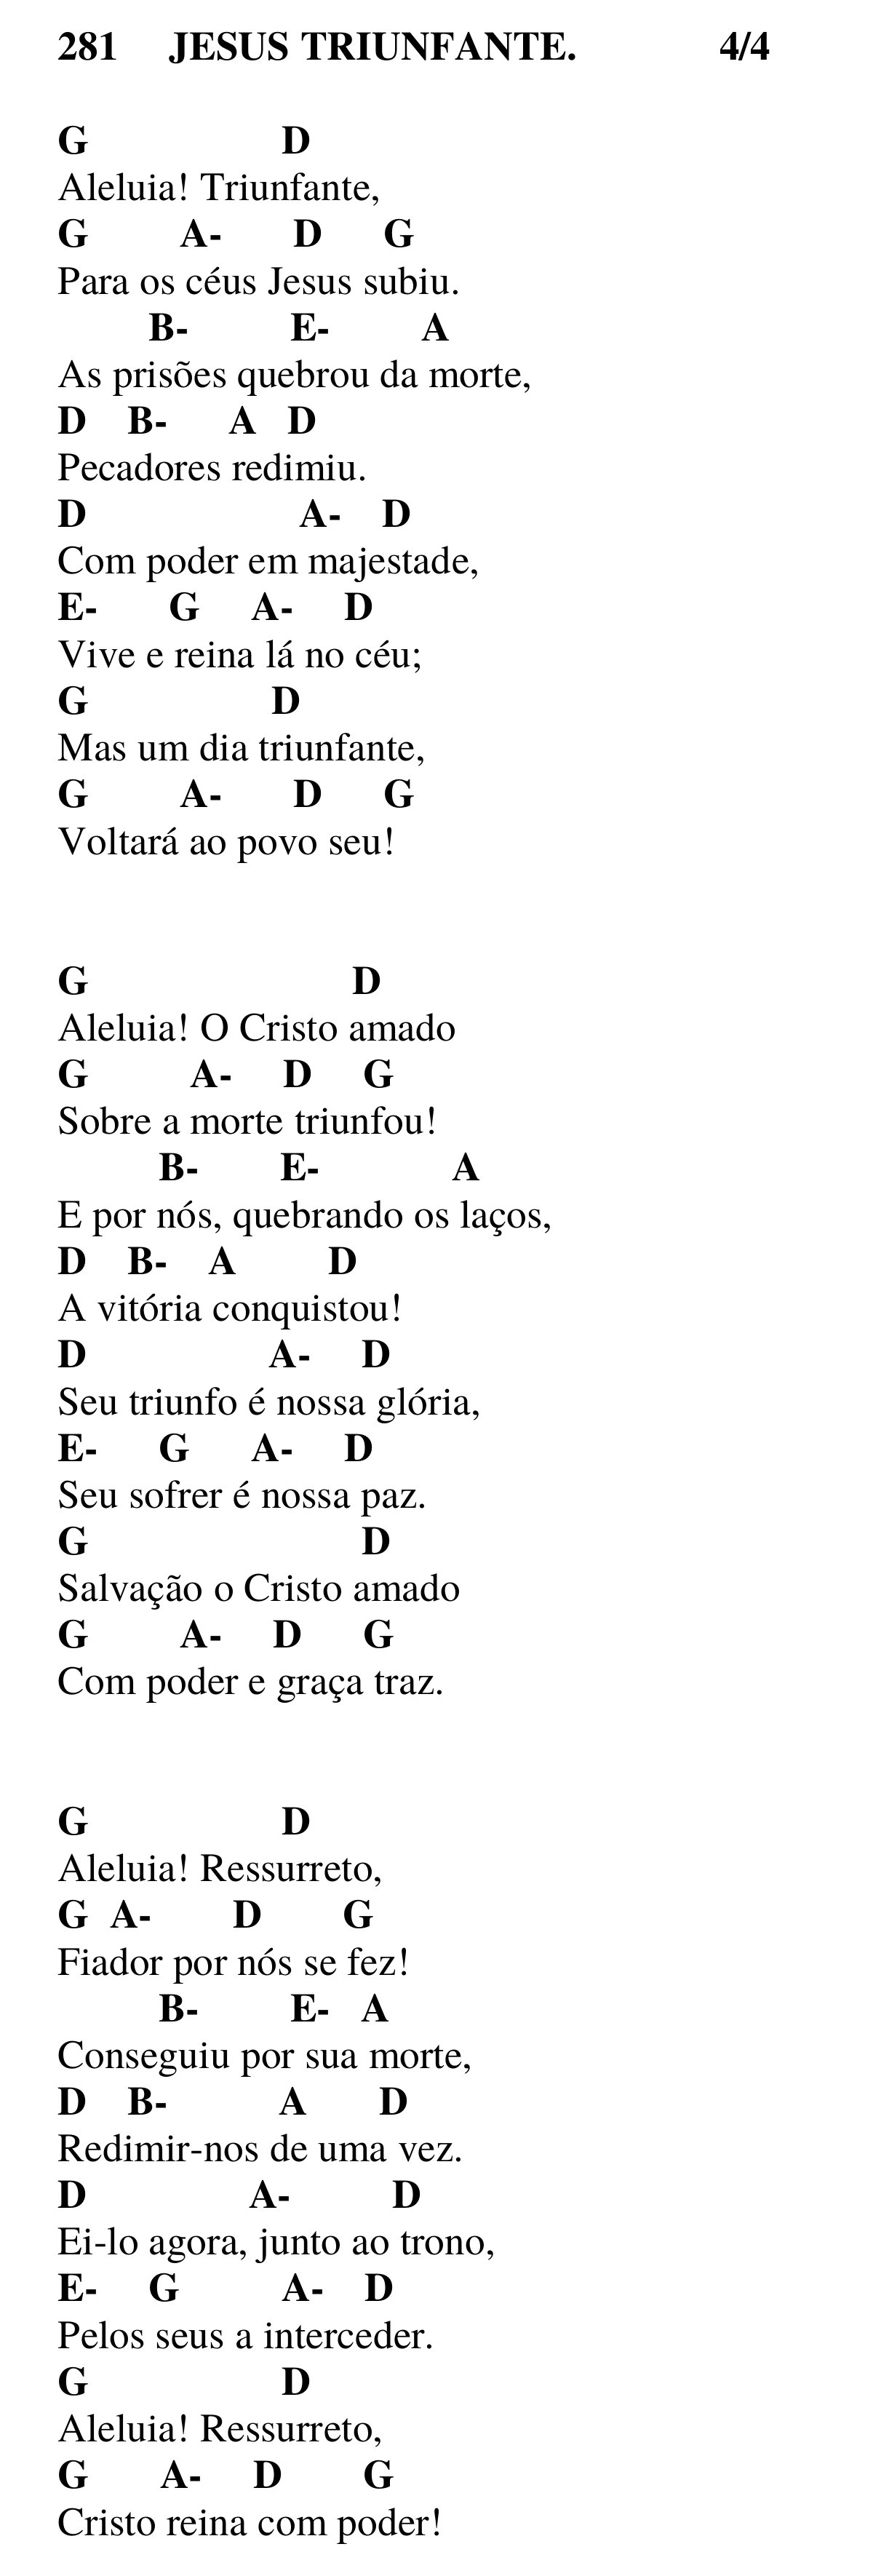 281 JESUS TRIUNFANTE. 4/4
G D
Aleluia! Triunfante,
G A- D G
Para os céus Jesus subiu.
B- E- A
As prisões quebrou da morte,
D B- A D
Pecadores redimiu.
D A- D
Com poder em majestade,
E- G A- D
Vive e reina lá no céu;
G D
Mas um dia triunfante,
G A- D G
Voltará ao povo seu!
G D
Aleluia! O Cristo amado
G A- D G
Sobre a morte triunfou!
B- E- A
E por nós, quebrando os laços,
D B- A D
A vitória conquistou!
D A- D
Seu triunfo é nossa glória,
E- G A- D
Seu sofrer é nossa paz.
G D
Salvação o Cristo amado
G A- D G
Com poder e graça traz.
G D
Aleluia! Ressurreto,
G A- D G
Fiador por nós se fez!
B- E- A
Conseguiu por sua morte,
D B- A D
Redimir-nos de uma vez.
D A- D
Ei-lo agora, junto ao trono,
E- G A- D
Pelos seus a interceder.
G D
Aleluia! Ressurreto,
G A- D G
Cristo reina com poder!